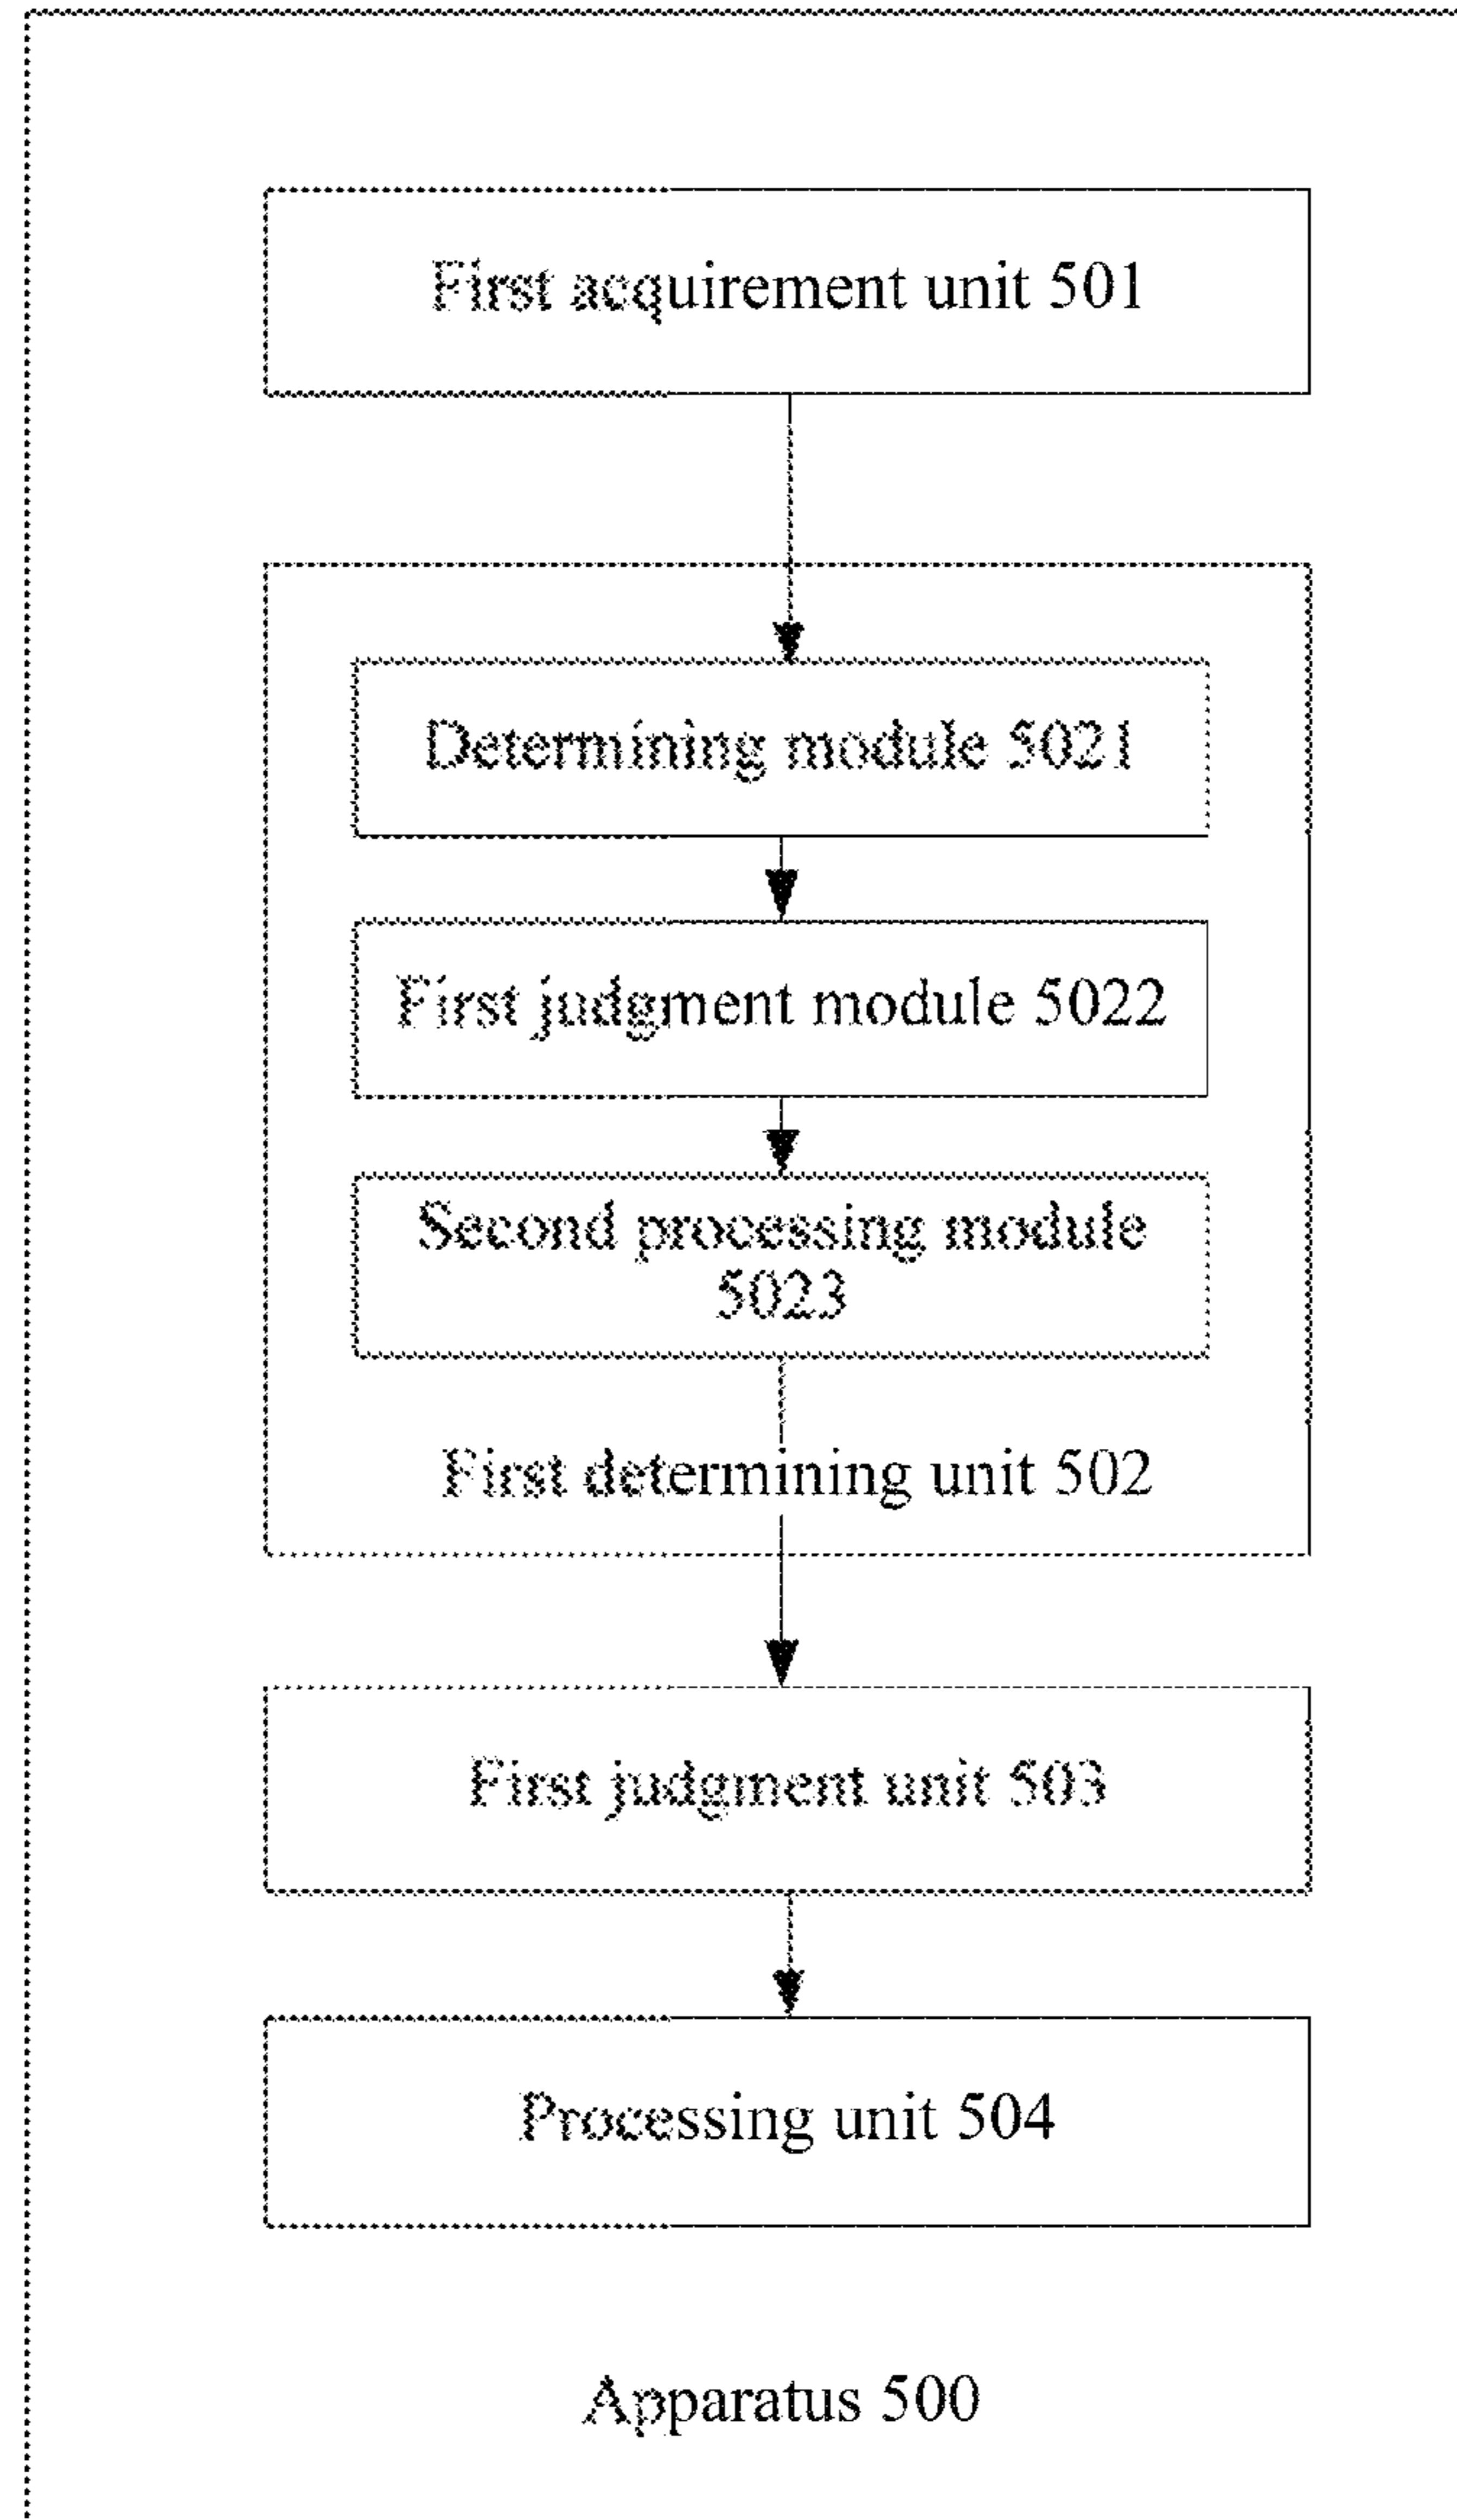 First acquirement unit 501
Determining module 5021
First judgment module 5022
Second processing module
5023
First determining unit 502
First judgment unit 503
Processing unit 504
Apparatus 500